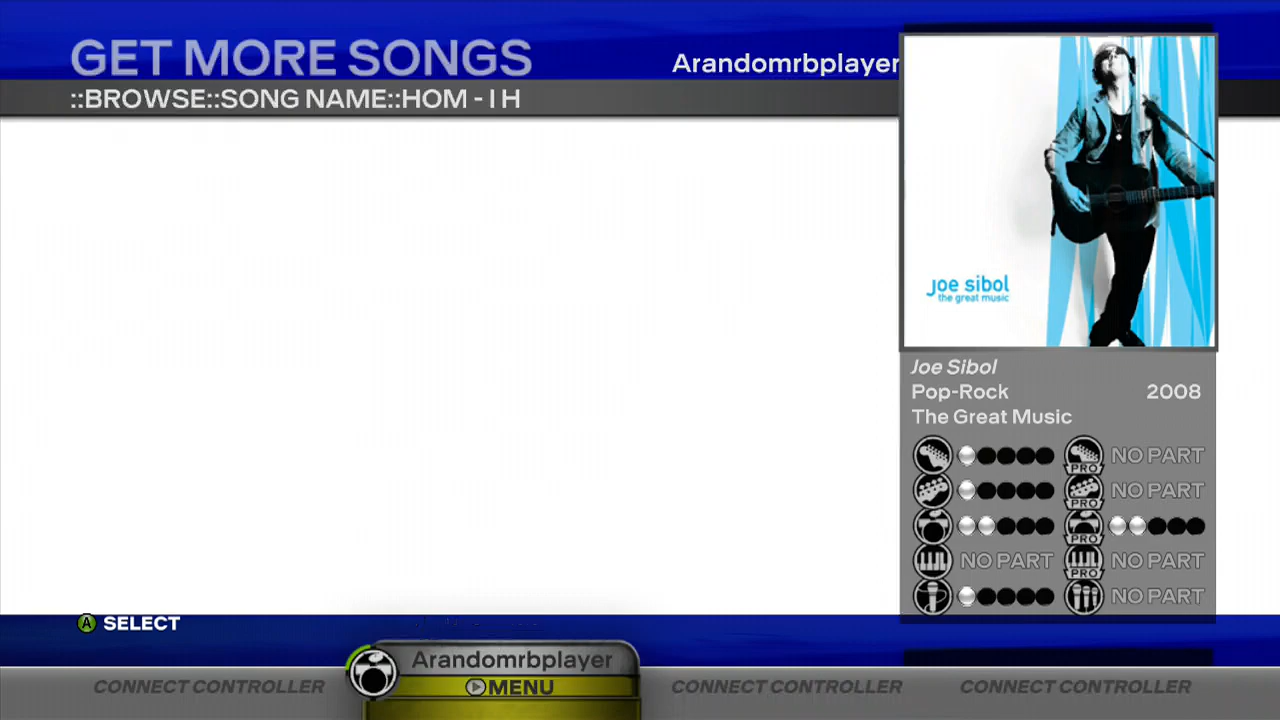 GET MORE SONGS
Arandomrbplayer
::BROWSE::SONG NAME::HOM - I H
joe sibol
the great music
Joe Sibol
Pop-Rock 2008
The Great Music
PRO NO PART
PRO NO PART
PRO
NO PART PRO NO PART
NO PART
A SELECT
Arandomrbplayer
MENU
CONNECT CONTROLLER
CONNECT CONTROLLER
CONNECT CONTROLLER